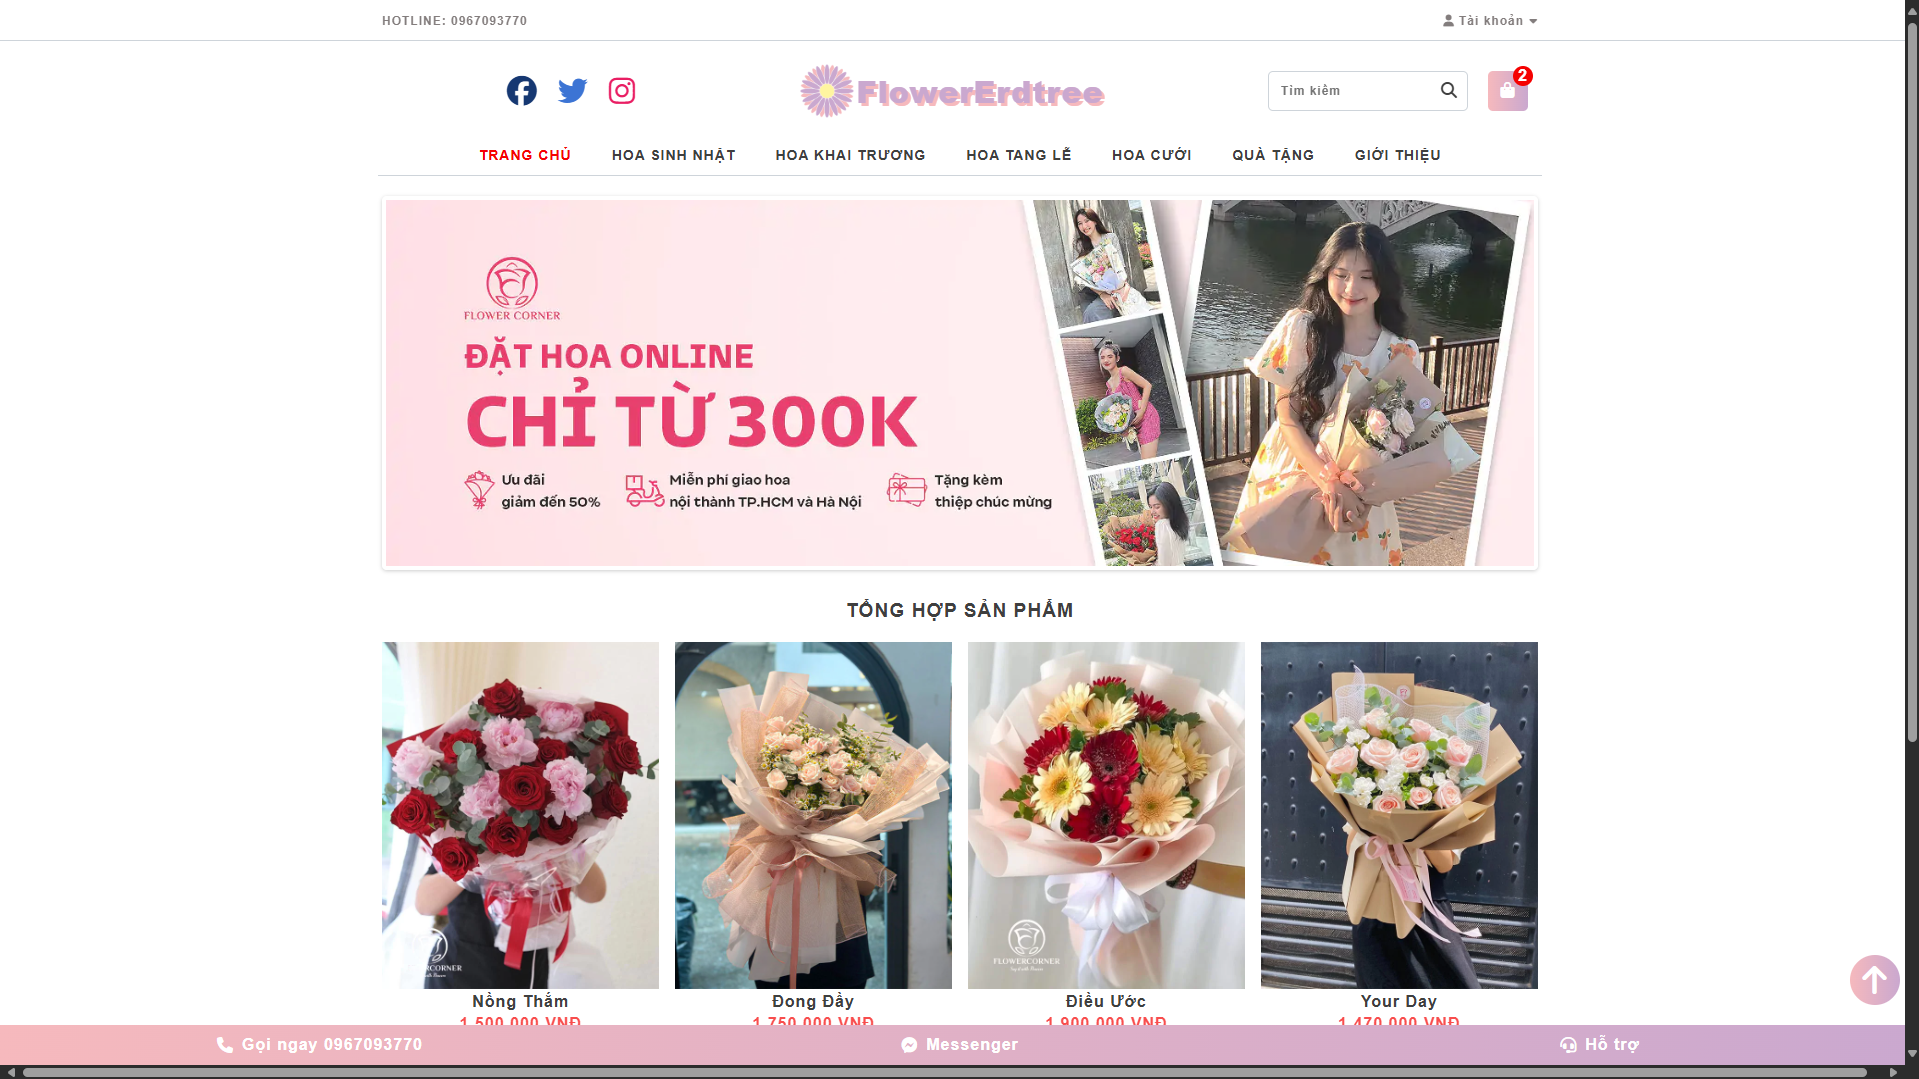 HOTLINE: 0967093770
Tài khoản
FlowerErdtree
Tìm kiếm
2
TRANG CHỦ
HOA SINH NHẬT
HOA KHAI TRƯƠNG
HOA TANG LỄ
HOA CƯỚI
QUÀ TẶNG
GIỚI THIỆU
FLOWER CORNER
ĐẶT HOA ONLINE
CHỈ TỪ 300K
Ưu đãi
giảm đến 50%
Miễn phí giao hoa
nội thành TP.HCM và Hà Nội
Tặng kèm
thiệp chúc mừng
TỔNG HỢP SẢN PHẨM
FLOWERCORNER
Nồng Thắm
1.500.000 VNĐ
Đong Đầy
1.750.000 VNĐ
Điều Ước
1.900.000 VNĐ
Your Day
1.470.000 VNĐ
Gọi ngay 0967093770
Messenger
Hỗ trợ